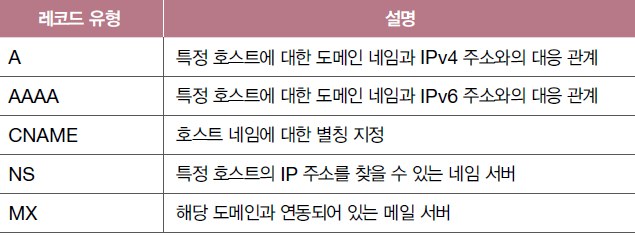 레코드 유형 설명
A 특정 호스트에 대한 도메인 네임과 IPv4 주소와의 대응 관계
AAAA 특정 호스트에 대한 도메인 네임과 IPv6 주소와의 대응 관계
CNAME 호스트 네임에 대한 별칭 지정
NS 특정 호스트의 IP 주소를 찾을 수 있는 네임 서버
MX 해당 도메인과 연동되어 있는 메일 서버